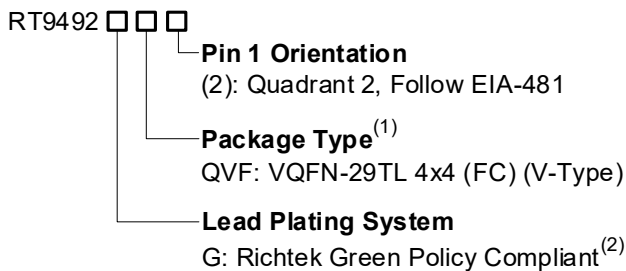 RT9492 □ □ □
Pin 1 Orientation
(2): Quadrant 2, Follow EIA-481
Package Type(1)
QVF: VQFN-29TL 4x4 (FC) (V-Type)
Lead Plating System
G: Richtek Green Policy Compliant(2)